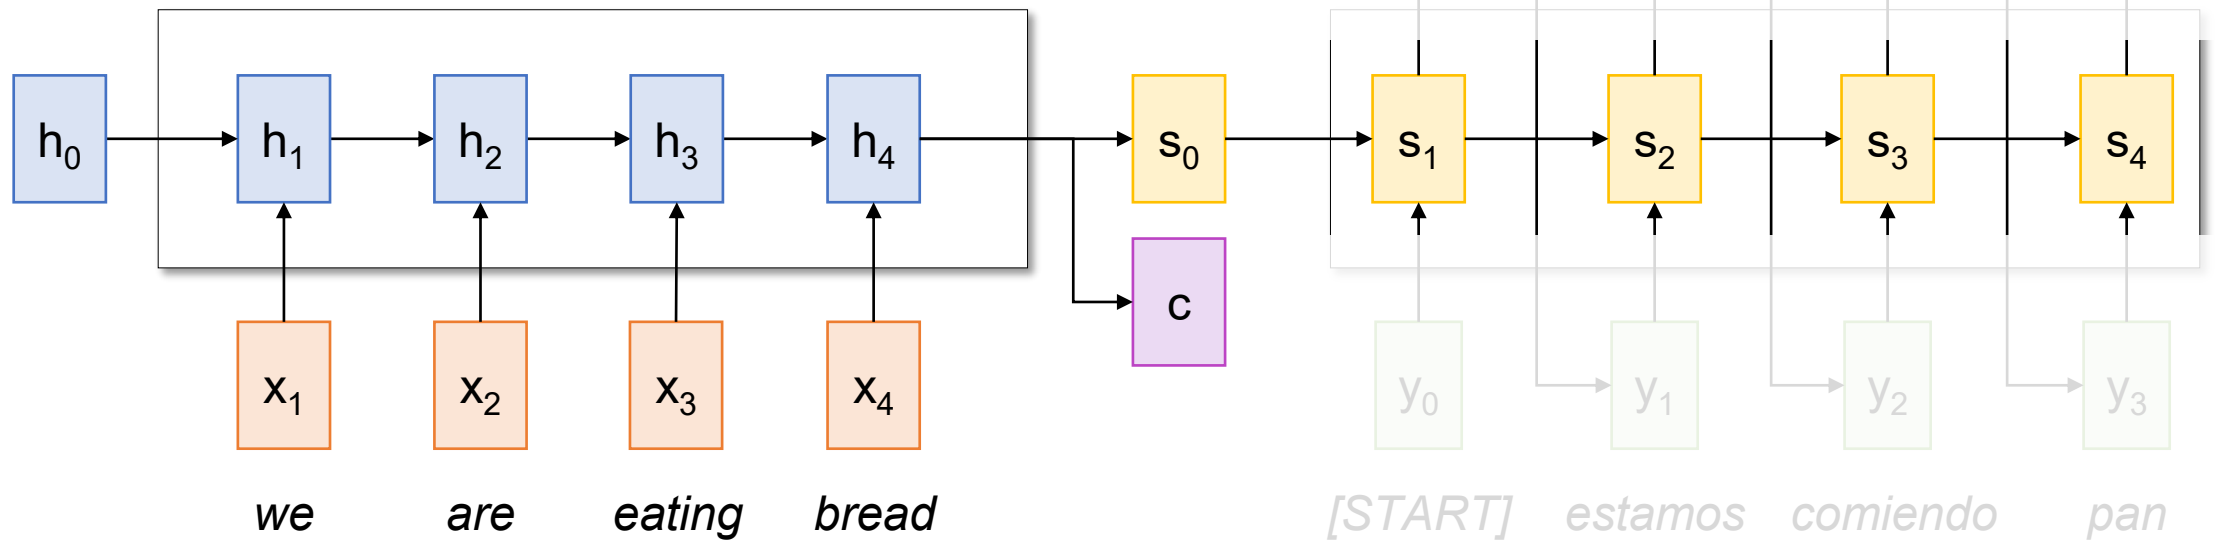 h0 h1 h2 h3 h4 s0 s1 s2 s3 s4
c
x1 x2 x3 x4 y0 y1 y2 y3
we are eating bread [START] estamos comiendo pan